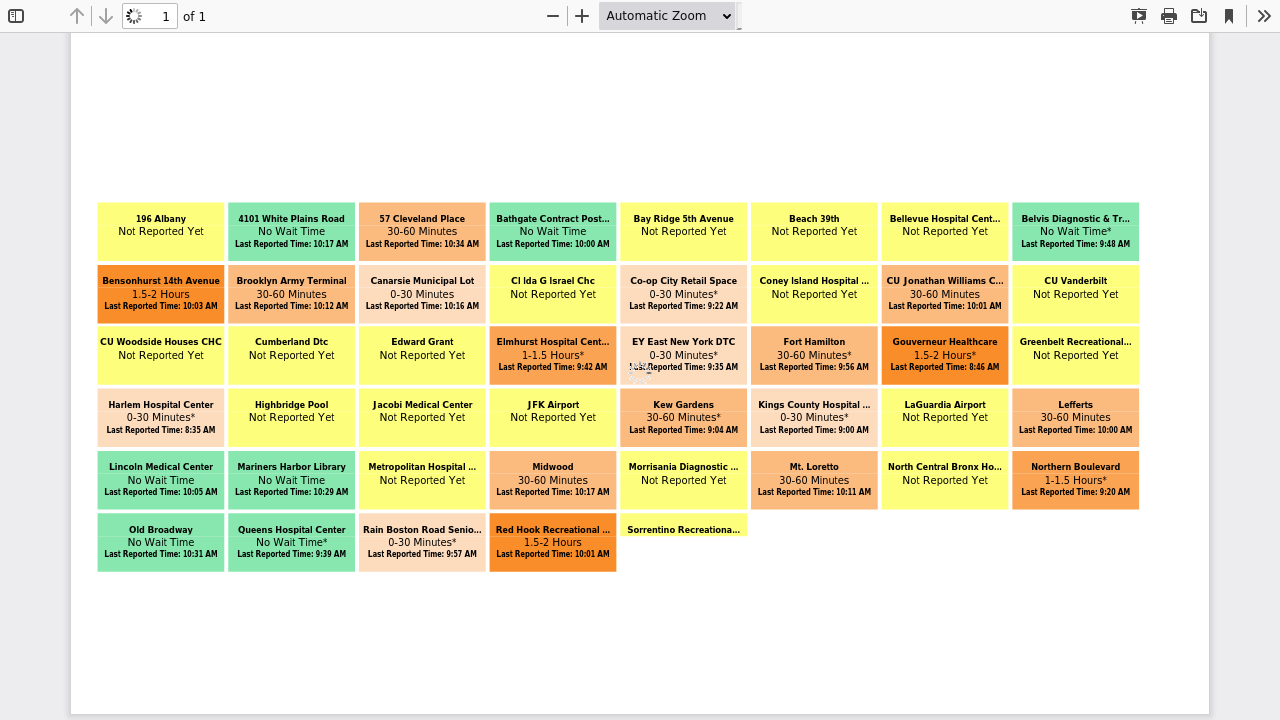 1 of 1 Automatic Zoom
196 Albany
Not Reported Yet
4101 White Plains Road
No Wait Time
Last Reported Time: 10:17 AM
57 Cleveland Place
30-60 Minutes
Last Reported Time: 10:34 AM
Bathgate Contract Post...
No Wait Time
Last Reported Time: 10:00 AM
Bay Ridge 5th Avenue
Not Reported Yet
Beach 39th
Not Reported Yet
Bellevue Hospital Cent...
Not Reported Yet
Belvis Diagnostic & Tr...
No Wait Time*
Last Reported Time: 9:48 AM
Bensonhurst 14th Avenue
1.5-2 Hours
Last Reported Time: 10:03 AM
Brooklyn Army Terminal
30-60 Minutes
Last Reported Time: 10:12 AM
Canarsie Municipal Lot
0-30 Minutes
Last Reported Time: 10:16 AM
CI Ida G Israel Chc
Not Reported Yet
Co-op City Retail Space
0-30 Minutes*
Last Reported Time: 9:22 AM
Coney Island Hospital ...
Not Reported Yet
CU Jonathan Williams C...
30-60 Minutes
Last Reported Time: 10:01 AM
CU Vanderbilt
Not Reported Yet
CU Woodside Houses CHC
Not Reported Yet
Cumberland Dtc
Not Reported Yet
Edward Grant
Not Reported Yet
Elmhurst Hospital Cent...
1-1.5 Hours*
Last Reported Time: 9:42 AM
EY East New York DTC
0-30 Minutes*
Last Reported Time: 9:35 AM
Fort Hamilton
30-60 Minutes*
Last Reported Time: 9:56 AM
Gouverneur Healthcare
1.5-2 Hours*
Last Reported Time: 8:46 AM
Greenbelt Recreational...
Not Reported Yet
Harlem Hospital Center
0-30 Minutes*
Last Reported Time: 8:35 AM
Highbridge Pool
Not Reported Yet
Jacobi Medical Center
Not Reported Yet
JFK Airport
Not Reported Yet
Kew Gardens
30-60 Minutes*
Last Reported Time: 9:04 AM
Kings County Hospital ...
0-30 Minutes*
Last Reported Time: 9:00 AM
LaGuardia Airport
Not Reported Yet
Lefferts
30-60 Minutes
Last Reported Time: 10:00 AM
Lincoln Medical Center
No Wait Time
Last Reported Time: 10:05 AM
Mariners Harbor Library
No Wait Time
Last Reported Time: 10:29 AM
Metropolitan Hospital ...
Not Reported Yet
Midwood
30-60 Minutes
Last Reported Time: 10:17 AM
Morrisania Diagnostic ...
Not Reported Yet
Mt. Loretto
30-60 Minutes
Last Reported Time: 10:11 AM
North Central Bronx Ho...
Not Reported Yet
Northern Boulevard
1-1.5 Hours*
Last Reported Time: 9:20 AM
Old Broadway
No Wait Time
Last Reported Time: 10:31 AM
Queens Hospital Center
No Wait Time*
Last Reported Time: 9:39 AM
Rain Boston Road Senio...
0-30 Minutes*
Last Reported Time: 9:57 AM
Red Hook Recreational ...
1.5-2 Hours
Last Reported Time: 10:01 AM
Sorrentino Recreationa...